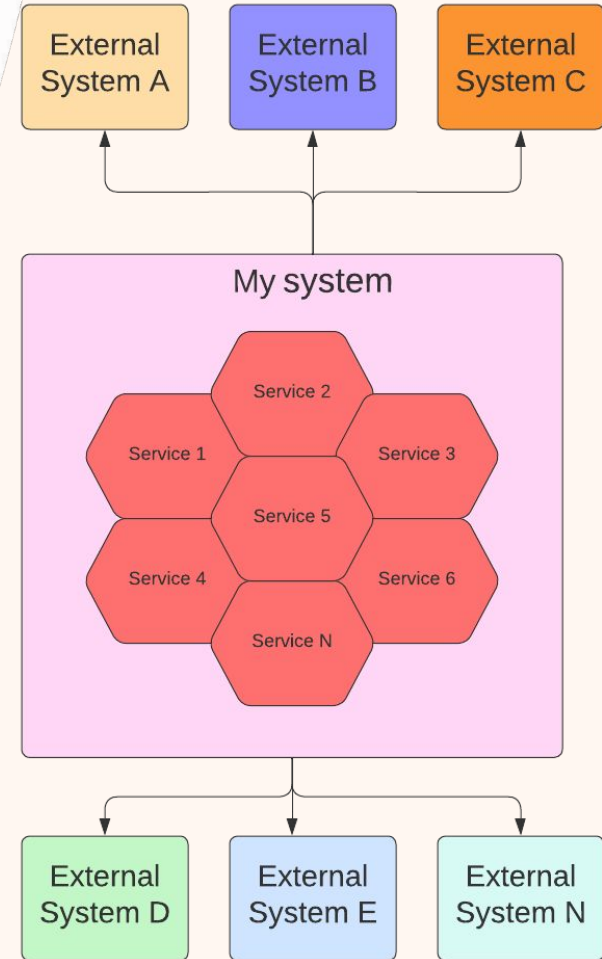 External
System A
External
System B
External
System C
My system
Service 2
Service 1
Service 3
Service 5
Service 4
Service 6
Service N
External
System D
External
System E
External
System N